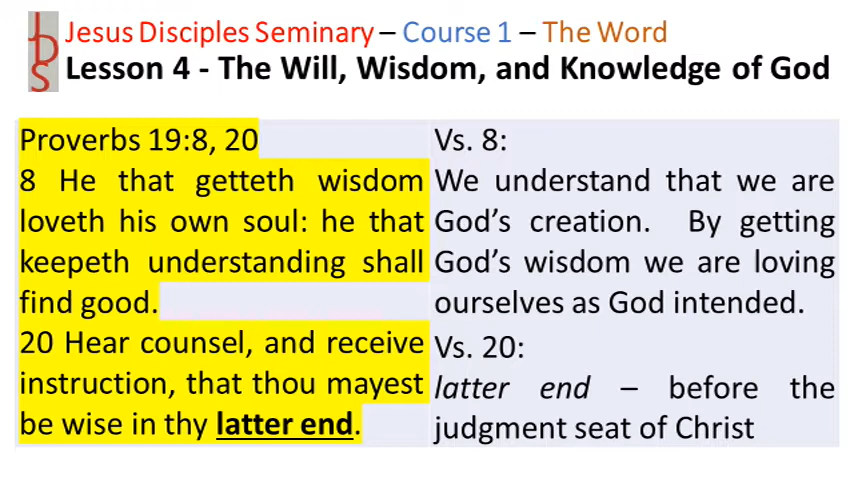 JDS
Jesus Disciples Seminary – Course 1 – The Word
Lesson 4 - The Will, Wisdom, and Knowledge of God
Proverbs 19:8, 20
8 He that getteth wisdom
loveth his own soul: he that
keepeth understanding shall
find good.
20 Hear counsel, and receive
instruction, that thou mayest
be wise in thy latter end.
Vs. 8:
We understand that we are
God’s creation. By getting
God’s wisdom we are loving
ourselves as God intended.
Vs. 20:
latter end – before the
judgment seat of Christ